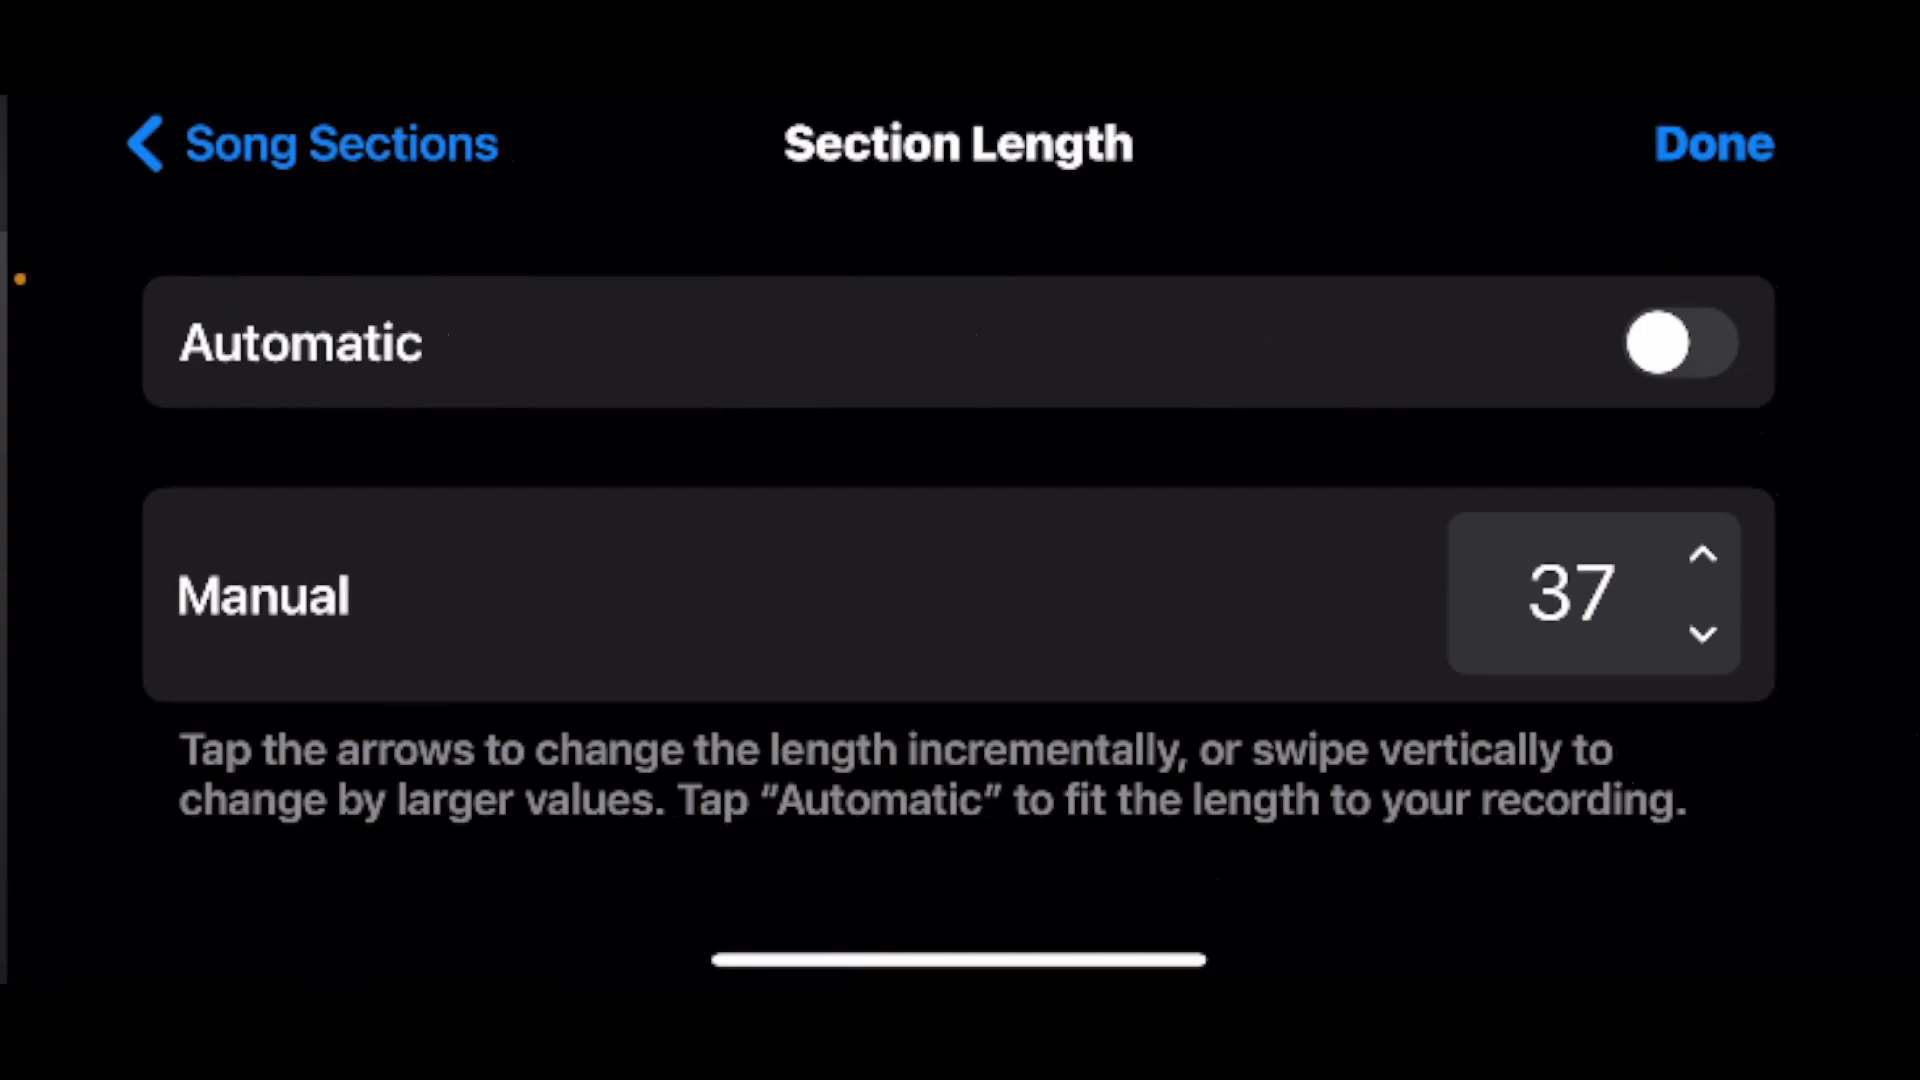 Song Sections
Section Length
Done
Automatic
Manual
37
Tap the arrows to change the length incrementally, or swipe vertically to
change by larger values. Tap “Automatic” to fit the length to your recording.